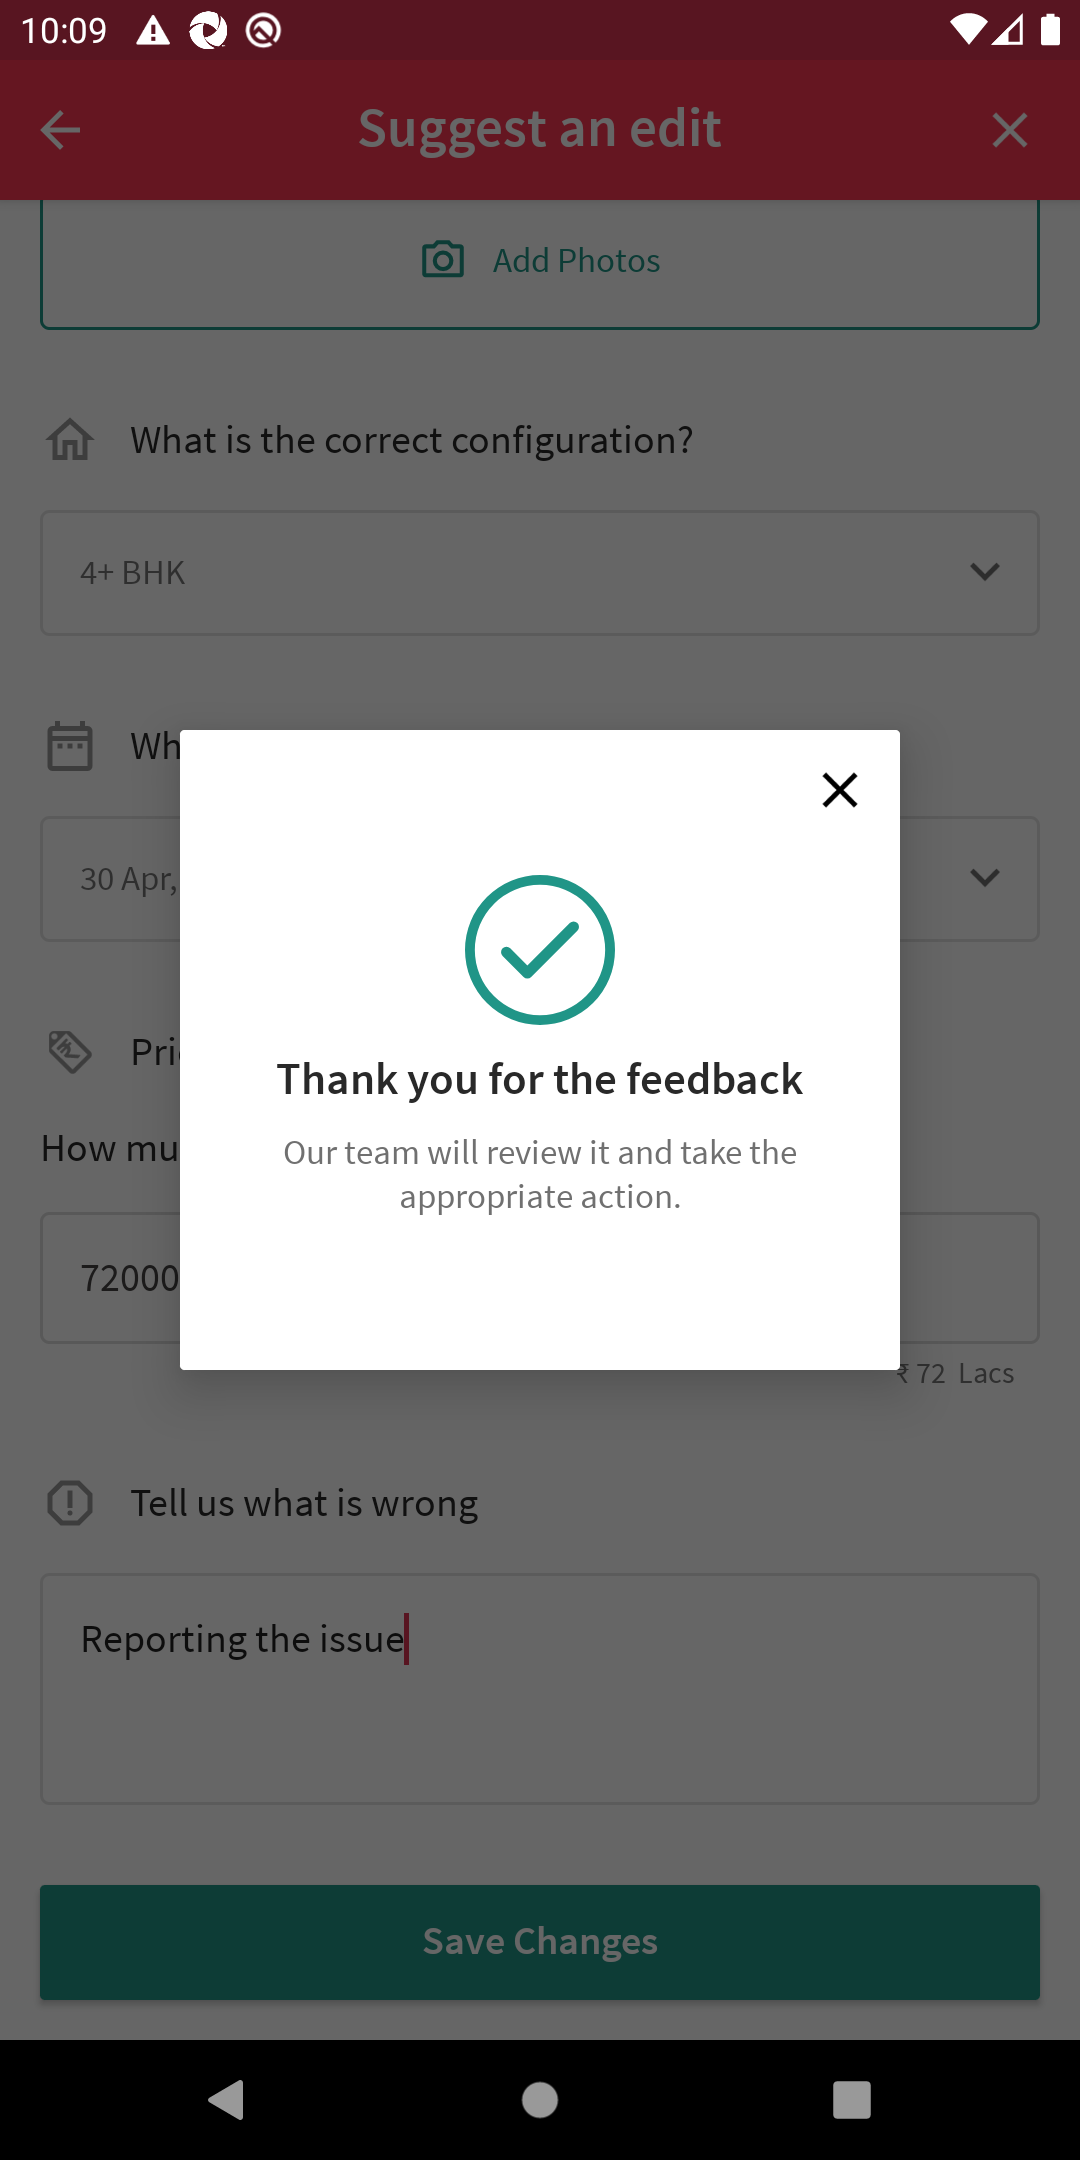 10:09
Suggest an edit
Add Photos
What is the correct configuration?
4+ BHK
Wh
30 Apr,
Thank you for the feedback
Our team will review it and take the
appropriate action.
Pri
How mu
72000
₹ 72 Lacs
Tell us what is wrong
Reporting the issue
Save Changes